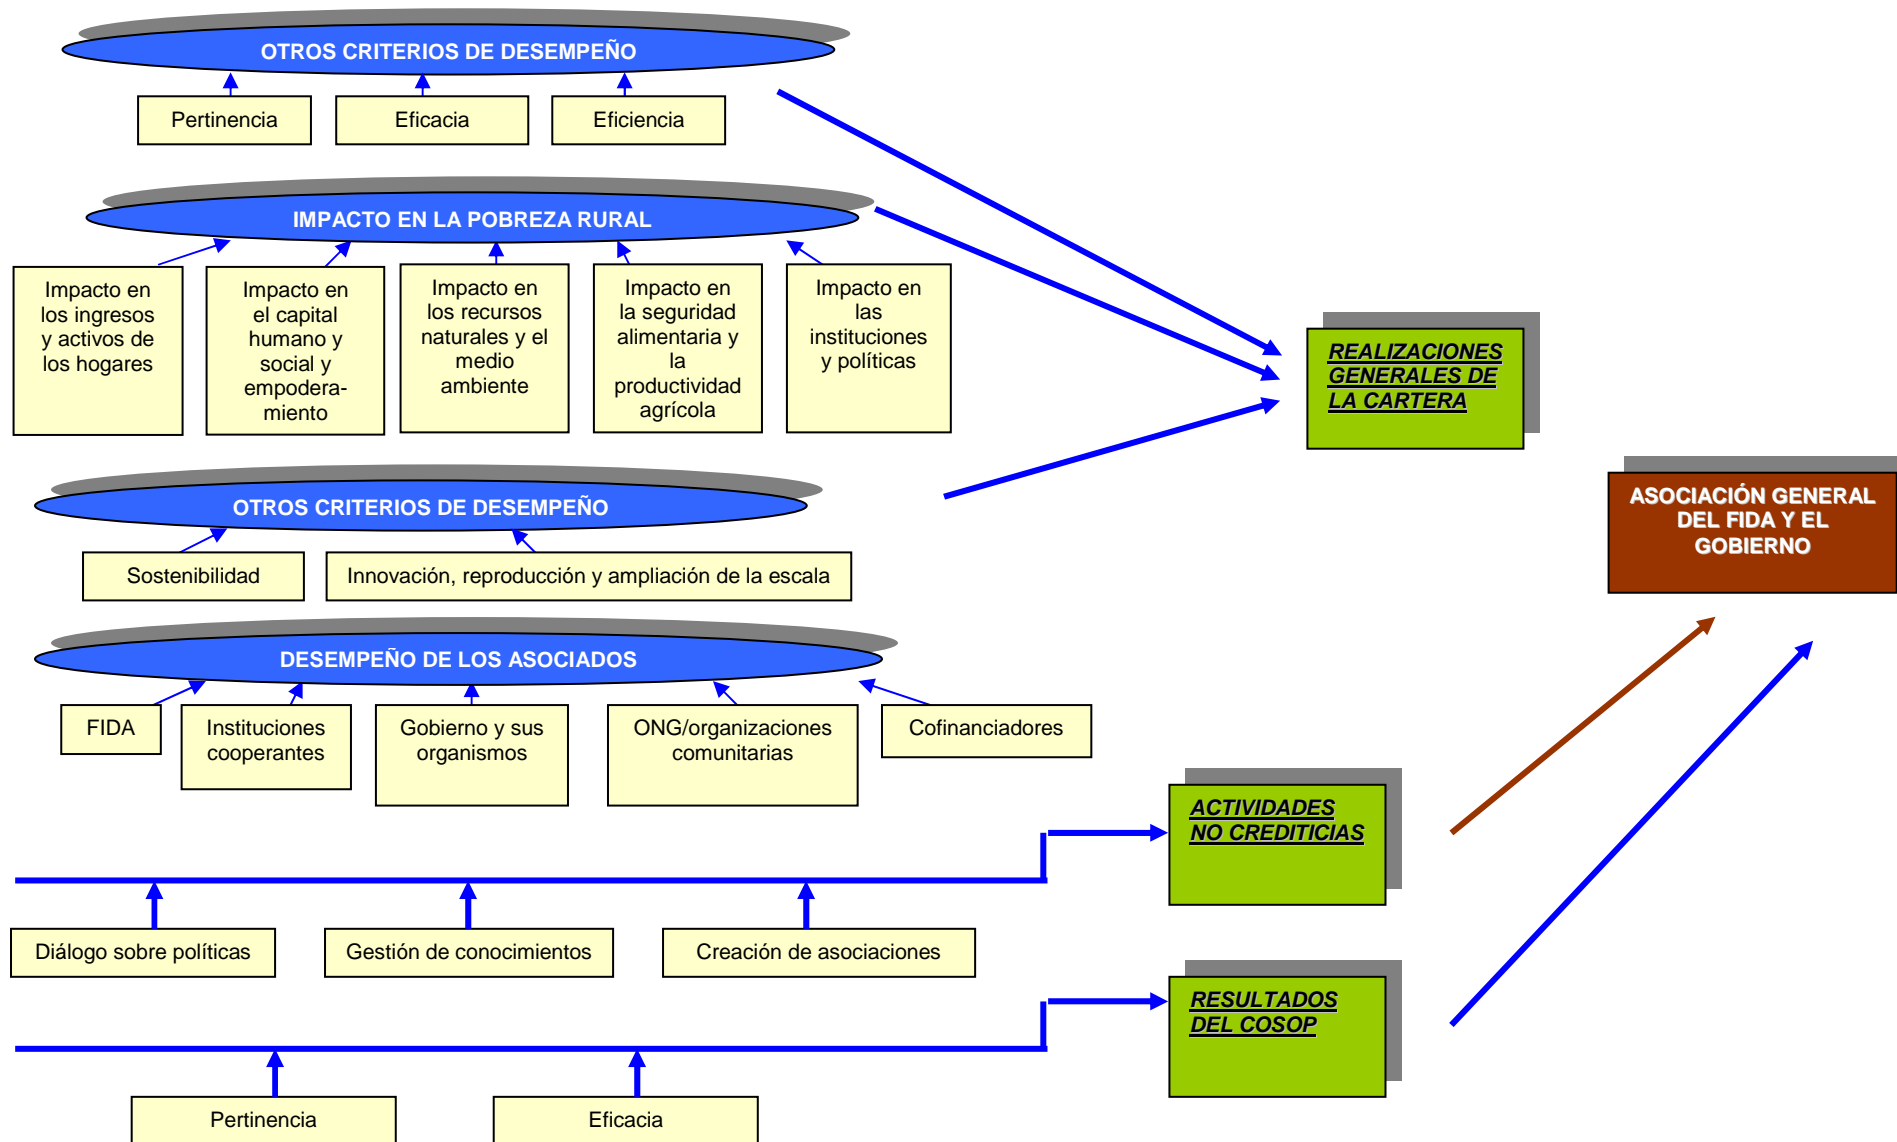 OTROS CRITERIOS DE DESEMPEÑO
Pertinencia
Eficacia
Eficiencia
IMPACTO EN LA POBREZA RURAL
Impacto en
los ingresos
y activos de
los hogares
Impacto en
el capital
humano y
social y
empodera-
miento
Impacto en
los recursos
naturales y el
medio
ambiente
Impacto en
la seguridad
alimentaria y
la
productividad
agrícola
Impacto en
las
instituciones
y políticas
REALIZACIONES
GENERALES DE
LA CARTERA
OTROS CRITERIOS DE DESEMPEÑO
Sostenibilidad
Innovación, reproducción y ampliación de la escala
ASOCIACIÓN GENERAL
DEL FIDA Y EL
GOBIERNO
DESEMPEÑO DE LOS ASOCIADOS
FIDA
Instituciones
cooperantes
Gobierno y sus
organismos
ONG/organizaciones
comunitarias
Cofinanciadores
ACTIVIDADES
NO CREDITICIAS
Diálogo sobre políticas
Gestión de conocimientos
Creación de asociaciones
RESULTADOS
DEL COSOP
Pertinencia
Eficacia